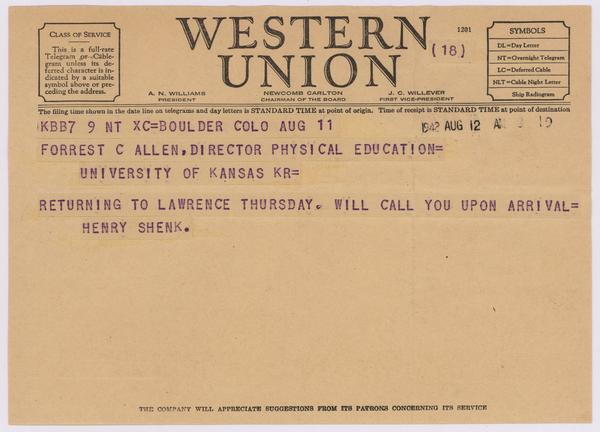 CLASS OF SERVICE
This is a full-rate
Telegram or Cable-
gram unless its de-
ferred character is
indicated by a suitable
symbol above or pre-
ceding the address.
WESTERN
UNION
1201
(18)
A. N. WILLIAMS
PRESIDENT
NEWCOMB CARLTON
CHAIRMAN OF THE BOARD
J. C. WILLEVER
FIRST VICE-PRESIDENT
SYMBOLS
DL=Day Letter
NT=Overnight Telegram
LC=Deferred Cable
NLT=Cable Night Letter
Ship Radiogram
The filing time shown in the date line on telegrams and day letters is STANDARD TIME at point of origin. Time of receipt is STANDARD TIME at point of destination
KBB7 9 NT XC=BOULDER COLO AUG 11
1942 AUG 12 AM 19
FORREST C ALLEN,DIRECTOR PHYSICAL EDUCATION=
UNIVERSITY OF KANSAS KR=
RETURNING TO LAWRENCE THURSDAY. WILL CALL YOU UPON ARRIVAL=
HENRY SHENK.
THE COMPANY WILL APPRECIATE SUGGESTIONS FROM ITS PATRONS CONCERNING ITS SERVICE